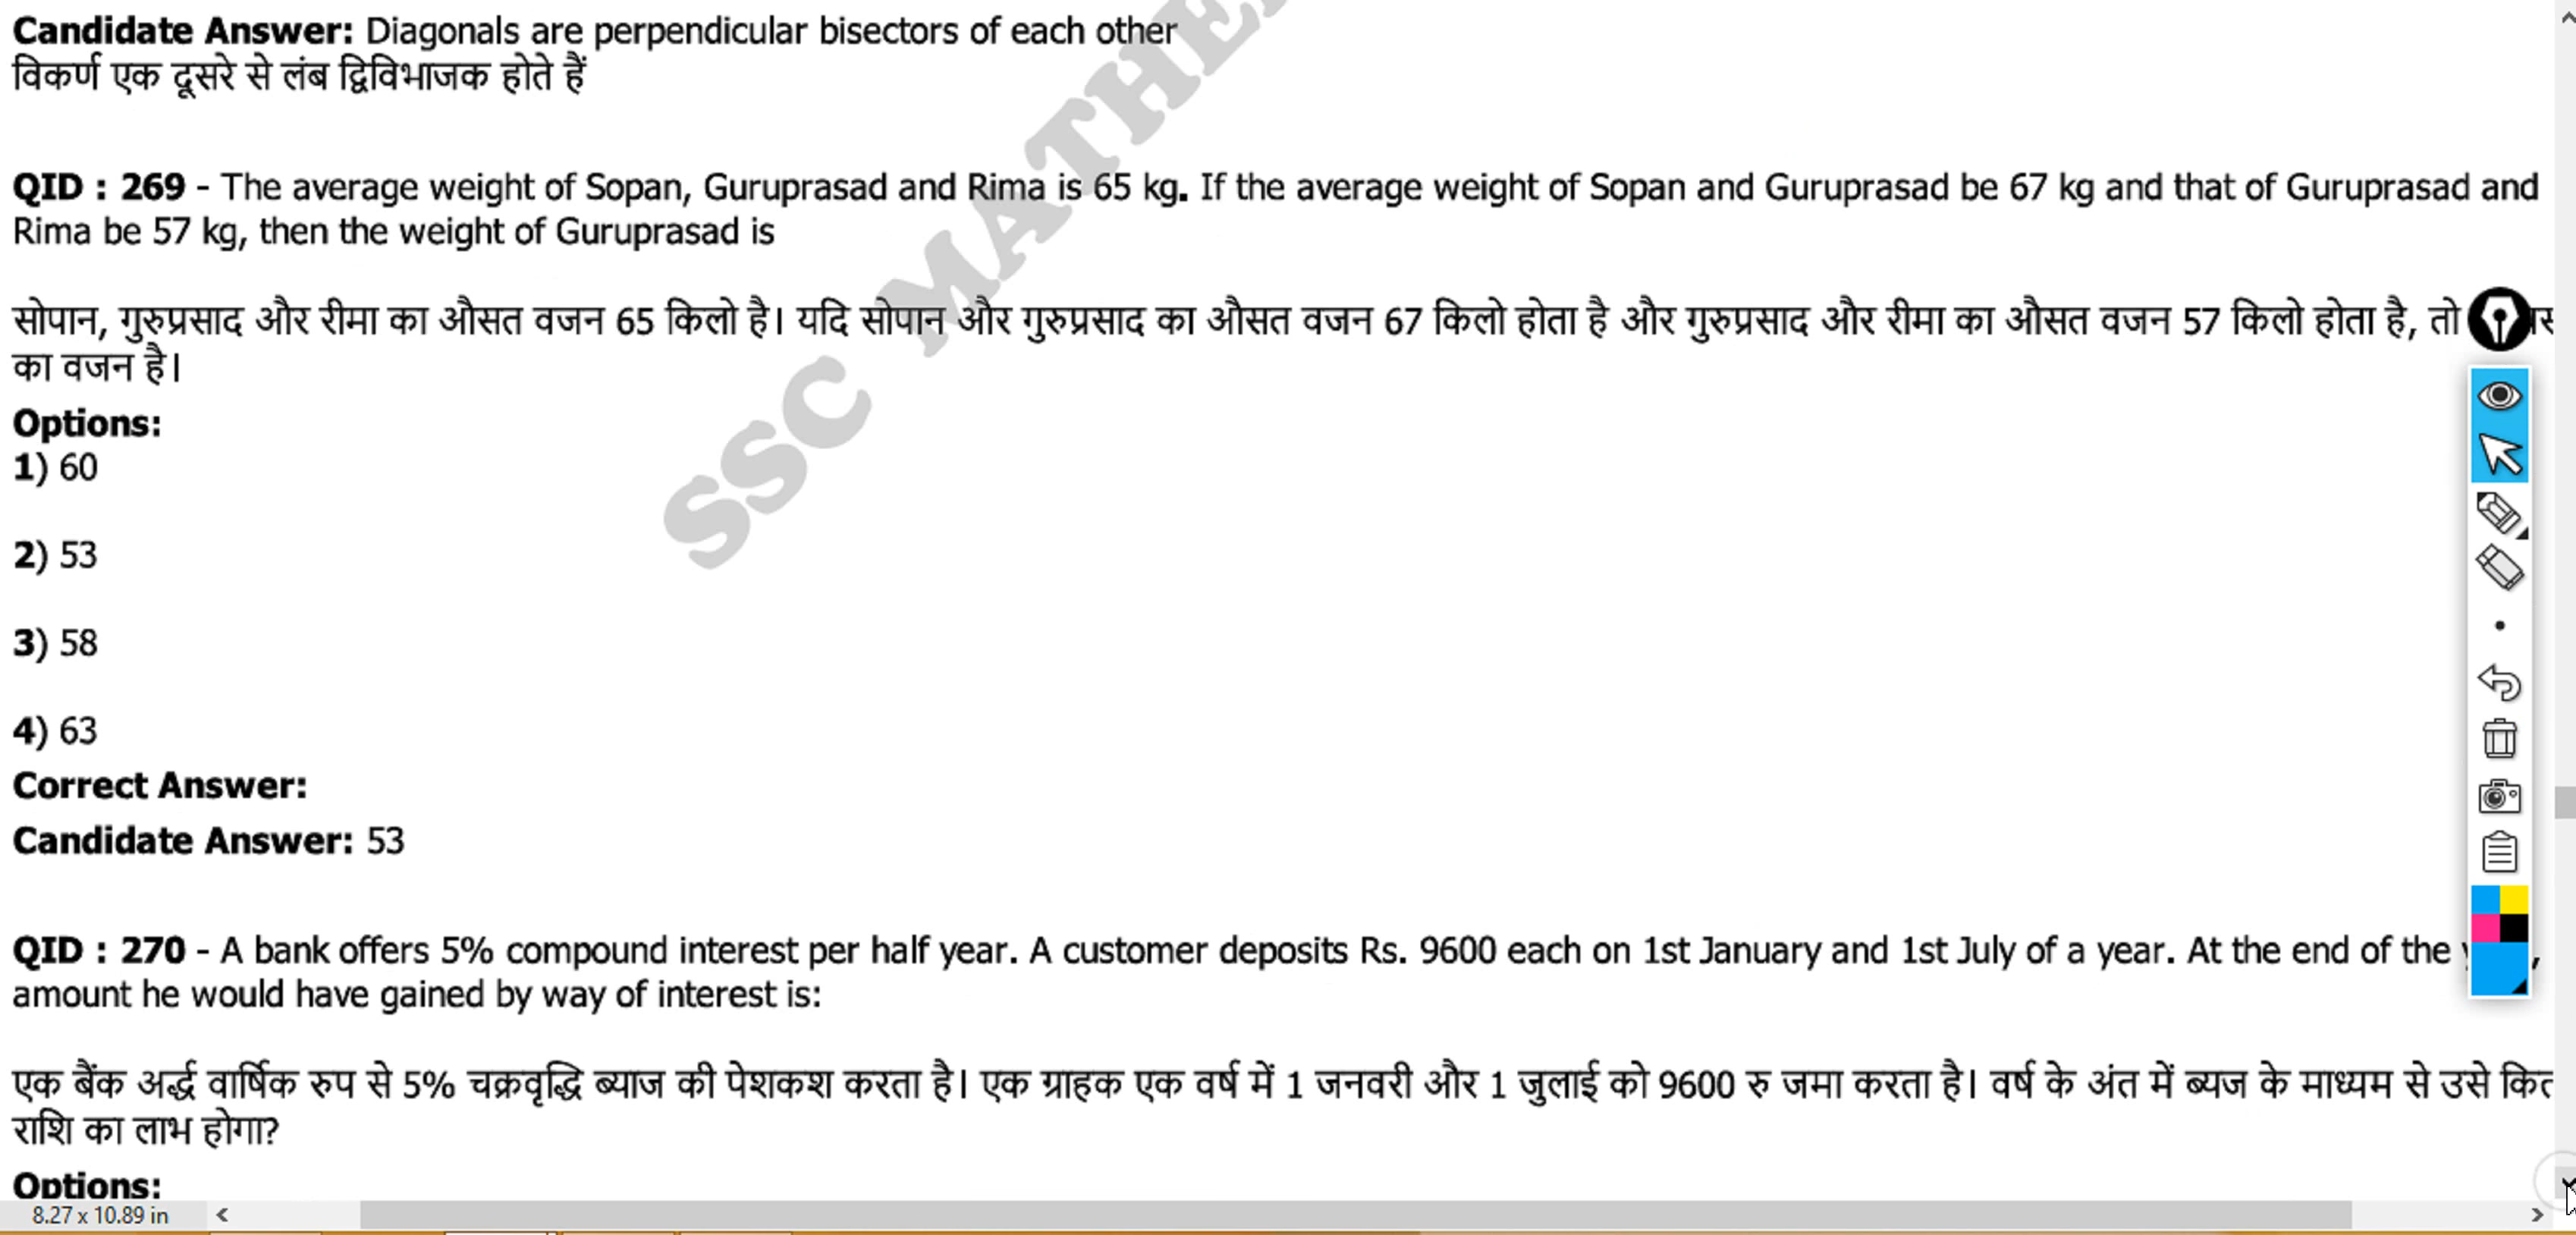 Candidate Answer: Diagonals are perpendicular bisectors of each other
विकर्ण एक दूसरे से लंब द्विविभाजक होते हैं
SSC MATHE
QID : 269 - The average weight of Sopan, Guruprasad and Rima is 65 kg. If the average weight of Sopan and Guruprasad be 67 kg and that of Guruprasad and
Rima be 57 kg, then the weight of Guruprasad is
सोपान, गुरुप्रसाद और रीमा का औसत वजन 65 किलो है। यदि सोपान और गुरुप्रसाद का औसत वजन 67 किलो होता है और गुरुप्रसाद और रीमा का औसत वजन 57 किलो होता है, तो
का वजन है।
Options:
1) 60
2) 53
3) 58
4) 63
Correct Answer:
Candidate Answer: 53
QID : 270 - A bank offers 5% compound interest per half year. A customer deposits Rs. 9600 each on 1st January and 1st July of a year. At the end of the
amount he would have gained by way of interest is:
एक बैंक अर्द्ध वार्षिक रुप से 5% चक्रवृद्धि ब्याज की पेशकश करता है। एक ग्राहक एक वर्ष में 1 जनवरी और 1 जुलाई को 9600 रु जमा करता है। वर्ष के अंत में ब्यज के माध्यम से उसे
राशि का लाभ होगा?
Options:
8.27 x 10.89 in